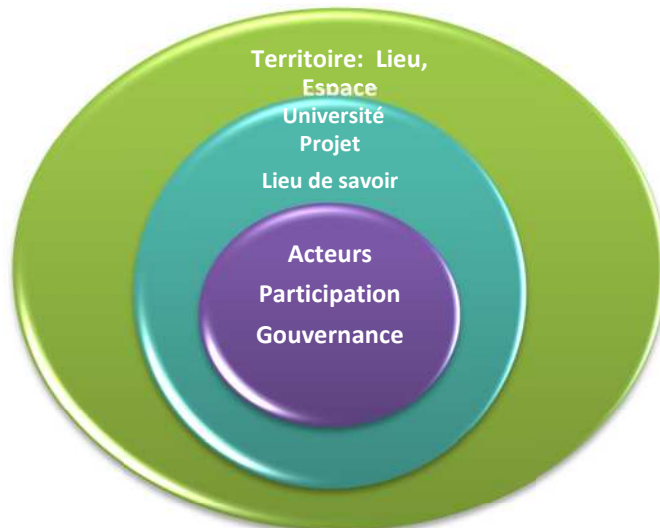 Territoire: Lieu,
Espace
Université
Projet
Lieu de savoir
Acteurs
Participation
Gouvernance